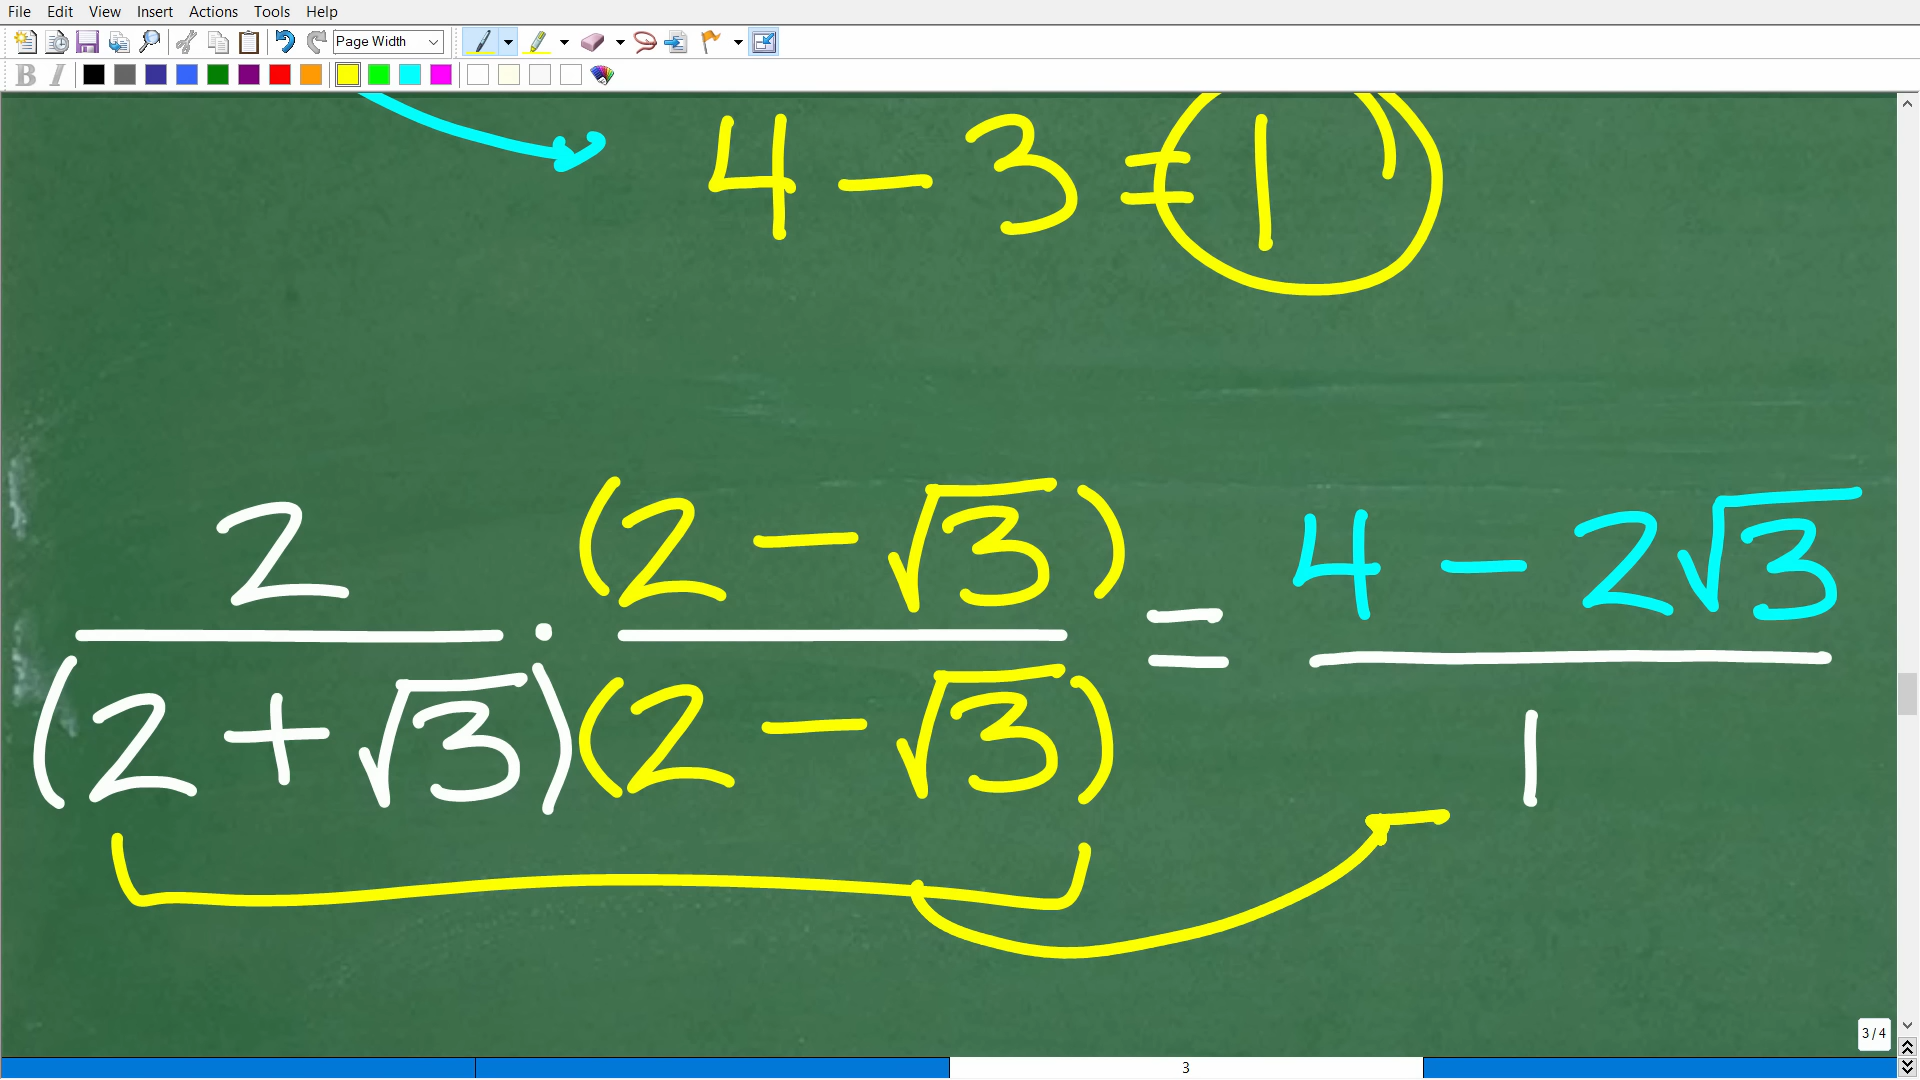 File Edit View Insert Actions Tools Help
Page Width
B I
4 - 3 = 1
2 (2 - √3) 4 - 2√3
— · — = —
(2 + √3) (2 - √3) 1
3 / 4
3